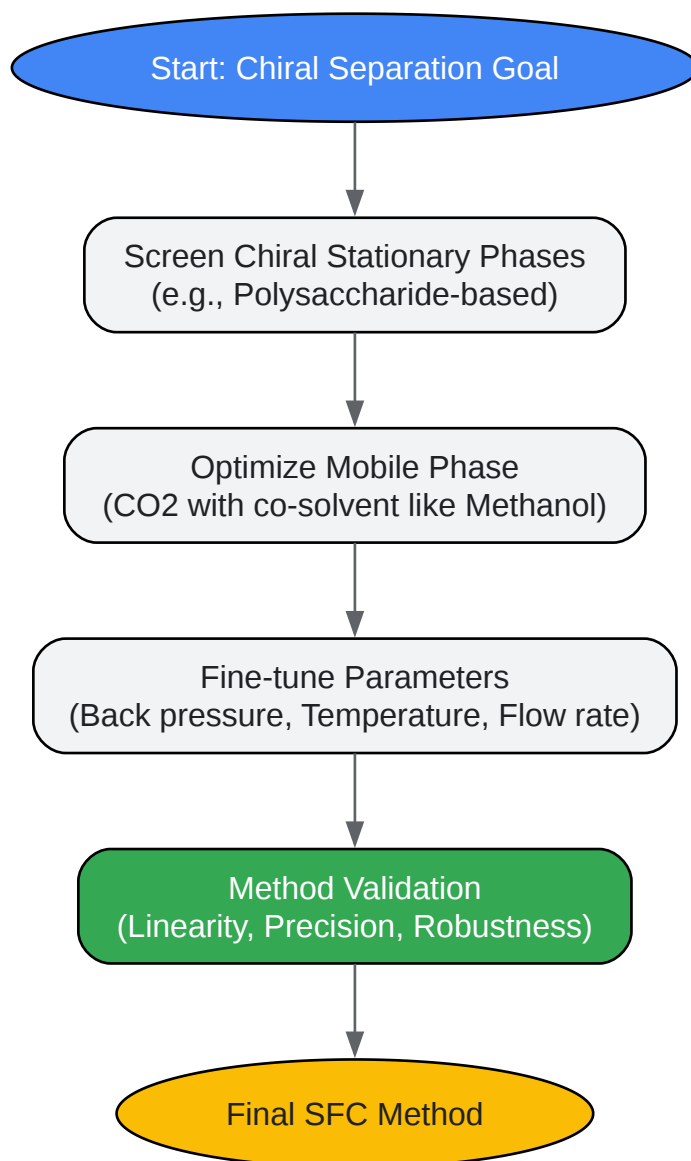 Start: Chiral Separation Goal
Screen Chiral Stationary Phases
(e.g., Polysaccharide-based)
Optimize Mobile Phase
(CO2 with co-solvent like Methanol)
Fine-tune Parameters
(Back pressure, Temperature, Flow rate)
Method Validation
(Linearity, Precision, Robustness)
Final SFC Method